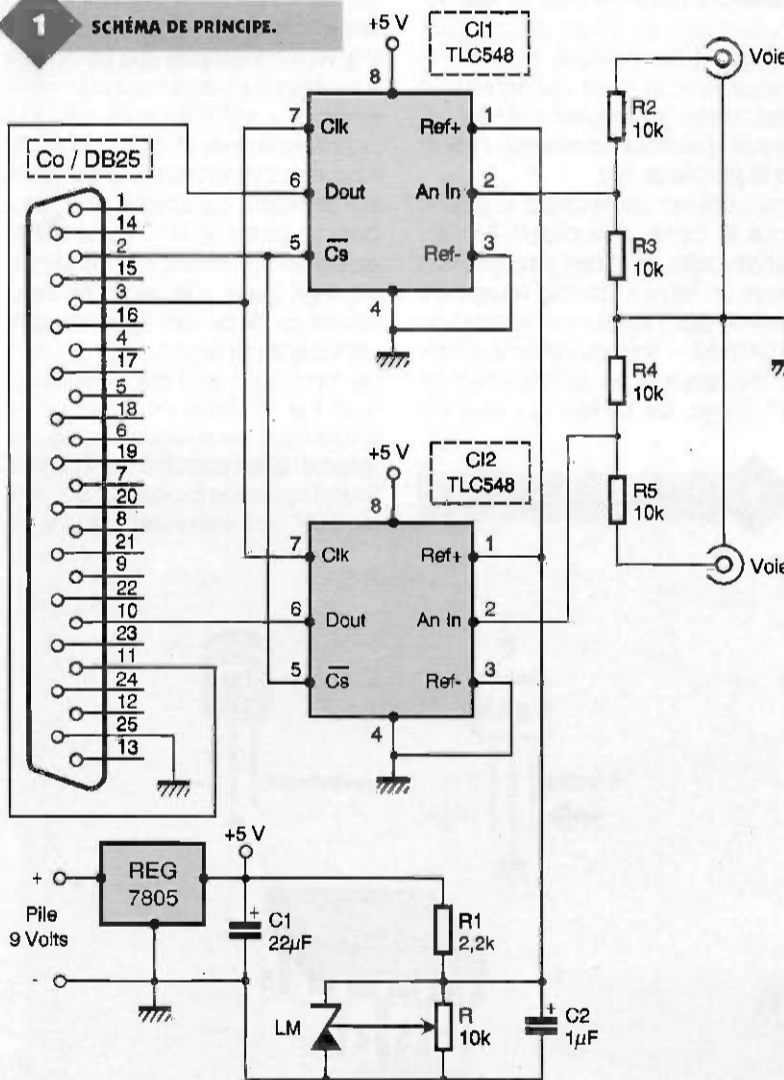 1 SCHÉMA DE PRINCIPE.
+5 V
CI1
TLC548
8
7 Clk
Ref+ 1
6 Dout
An In 2
5 Cs
Ref- 3
4
Voie
R2
10k
R3
10k
R4
10k
R5
10k
Voie
Co / DB25
1
14
2
15
3
16
4
17
5
18
6
19
7
20
8
21
9
22
10
23
11
24
12
25
13
+5 V
CI2
TLC548
8
7 Clk
Ref+ 1
6 Dout
An In 2
5 Cs
Ref- 3
4
+5 V
+
REG
7805
Pile
9 Volts
-
C1
+
22µF
R1
2,2k
LM
R
10k
+
C2
1µF